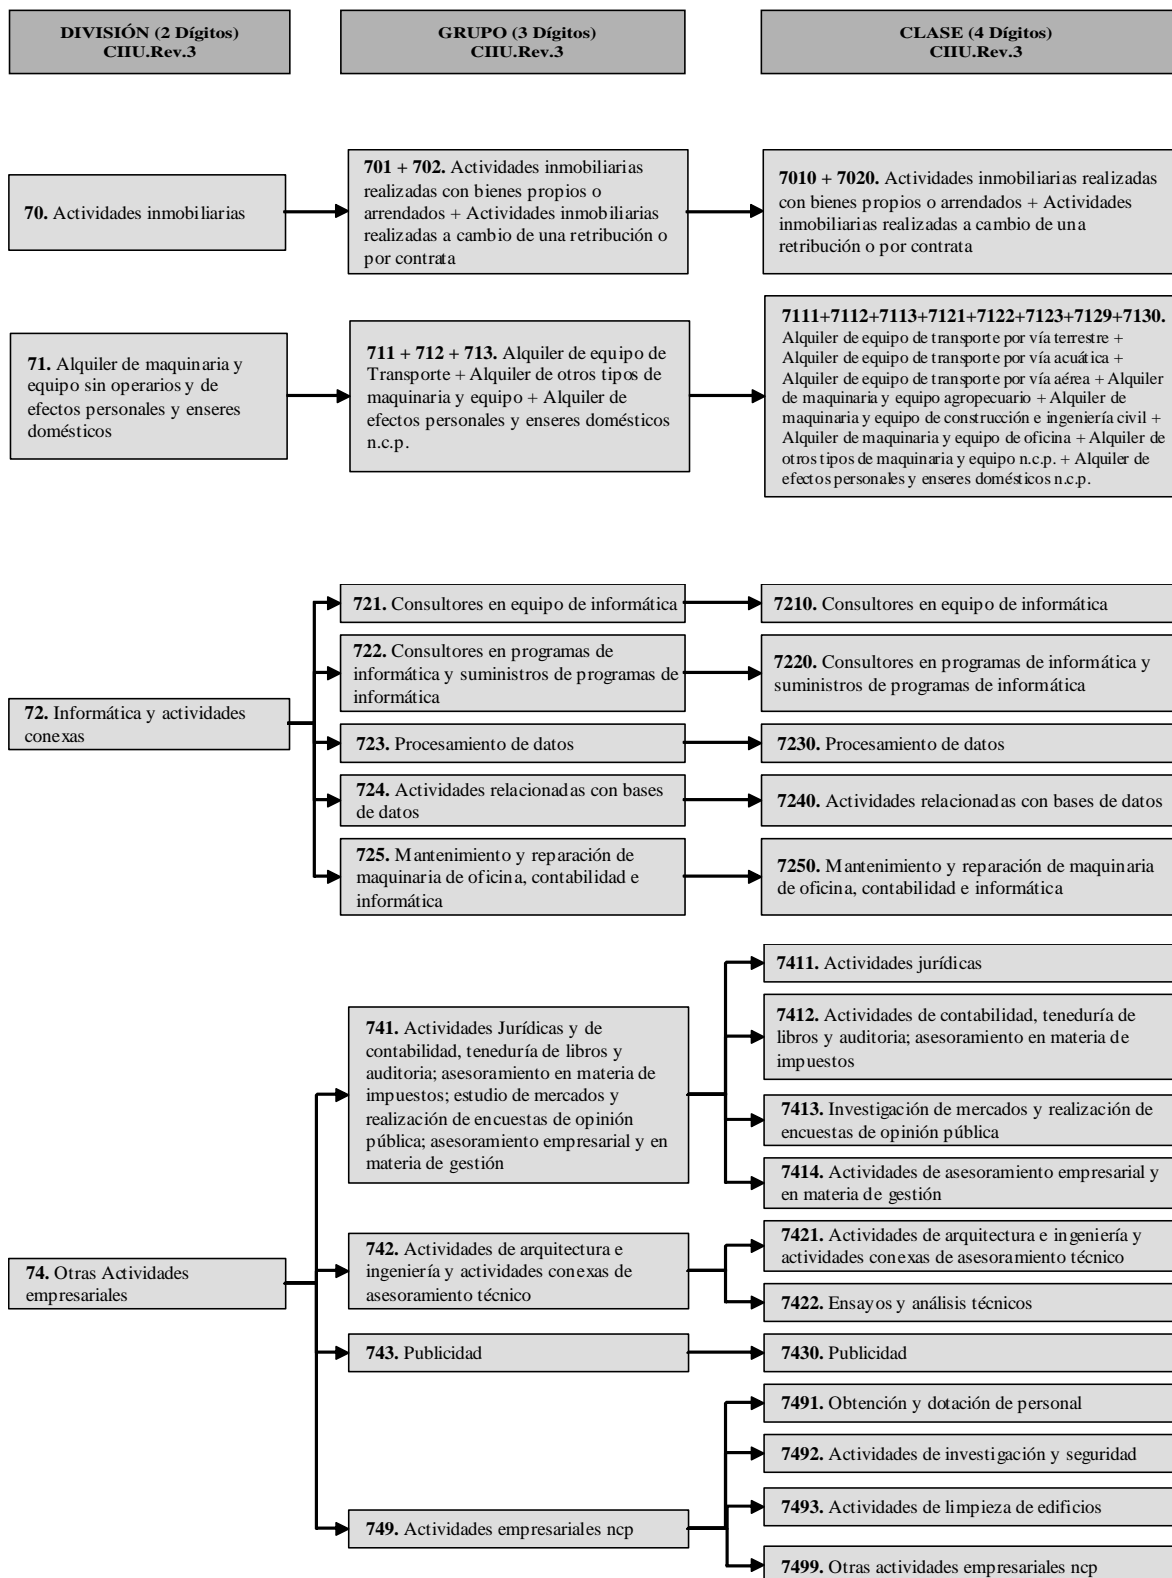 DIVISIÓN (2 Dígitos)
CIIU.Rev.3
GRUPO (3 Dígitos)
CIIU.Rev.3
CLASE (4 Dígitos)
CIIU.Rev.3
70. Actividades inmobiliarias
701 + 702. Actividades inmobiliarias
realizadas con bienes propios o
arrendados + Actividades inmobiliarias
realizadas a cambio de una retribución o
por contrata
7010 + 7020. Actividades inmobiliarias realizadas
con bienes propios o arrendados + Actividades
inmobiliarias realizadas a cambio de una
retribución o por contrata
71. Alquiler de maquinaria y
equipo sin operarios y de
efectos personales y enseres
domésticos
711 + 712 + 713. Alquiler de equipo de
Transporte + Alquiler de otros tipos de
maquinaria y equipo + Alquiler de
efectos personales y enseres domésticos
n.c.p.
7111+7112+7113+7121+7122+7123+7129+7130.
Alquiler de equipo de transporte por vía terrestre +
Alquiler de equipo de transporte por vía acuática +
Alquiler de equipo de transporte por vía aérea + Alquiler
de maquinaria y equipo agropecuario + Alquiler de
maquinaria y equipo de construcción e ingeniería civil +
Alquiler de maquinaria y equipo de oficina + Alquiler de
otros tipos de maquinaria y equipo n.c.p. + Alquiler de
efectos personales y enseres domésticos n.c.p.
72. Informática y actividades
conexas
721. Consultores en equipo de informática
7210. Consultores en equipo de informática
722. Consultores en programas de
informática y suministros de programas de
informática
7220. Consultores en programas de informática y
suministros de programas de informática
723. Procesamiento de datos
7230. Procesamiento de datos
724. Actividades relacionadas con bases
de datos
7240. Actividades relacionadas con bases de datos
725. Mantenimiento y reparación de
maquinaria de oficina, contabilidad e
informática
7250. Mantenimiento y reparación de maquinaria
de oficina, contabilidad e informática
74. Otras Actividades
empresariales
741. Actividades Jurídicas y de
contabilidad, teneduría de libros y
auditoria; asesoramiento en materia de
impuestos; estudio de mercados y
realización de encuestas de opinión
pública; asesoramiento empresarial y en
materia de gestión
7411. Actividades jurídicas
7412. Actividades de contabilidad, teneduría de
libros y auditoria; asesoramiento en materia de
impuestos
7413. Investigación de mercados y realización de
encuestas de opinión pública
7414. Actividades de asesoramiento empresarial y
en materia de gestión
742. Actividades de arquitectura e
ingeniería y actividades conexas de
asesoramiento técnico
7421. Actividades de arquitectura e ingeniería y
actividades conexas de asesoramiento técnico
7422. Ensayos y análisis técnicos
743. Publicidad
7430. Publicidad
749. Actividades empresariales ncp
7491. Obtención y dotación de personal
7492. Actividades de investigación y seguridad
7493. Actividades de limpieza de edificios
7499. Otras actividades empresariales ncp